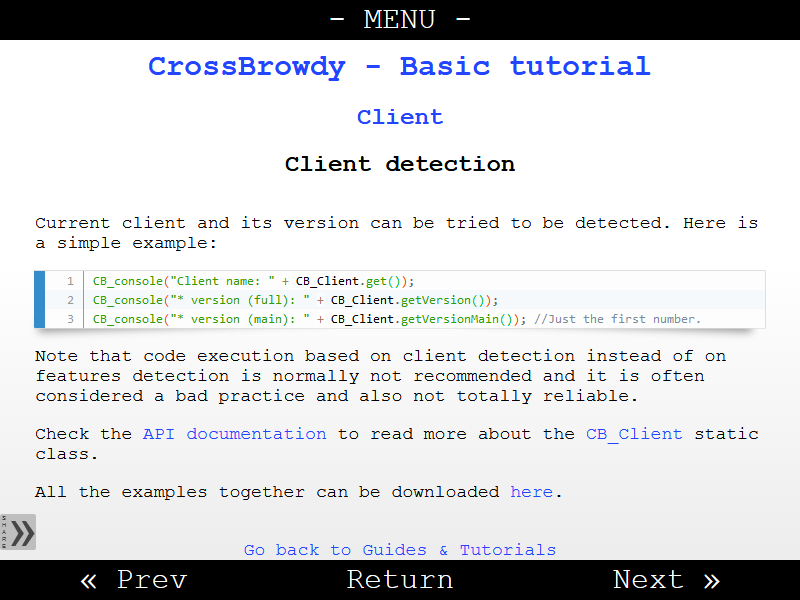 - MENU -
CrossBrowdy - Basic tutorial
Client
Client detection
Current client and its version can be tried to be detected. Here is
a simple example:
1 CB_console("Client name: " + CB_Client.get());
2 CB_console("* version (full): " + CB_Client.getVersion());
3 CB_console("* version (main): " + CB_Client.getVersionMain()); //Just the first number.
Note that code execution based on client detection instead of on
features detection is normally not recommended and it is often
considered a bad practice and also not totally reliable.
Check the API documentation to read more about the CB_Client static
class.
All the examples together can be downloaded here.
SHARE »
Go back to Guides & Tutorials
« Prev Return Next »